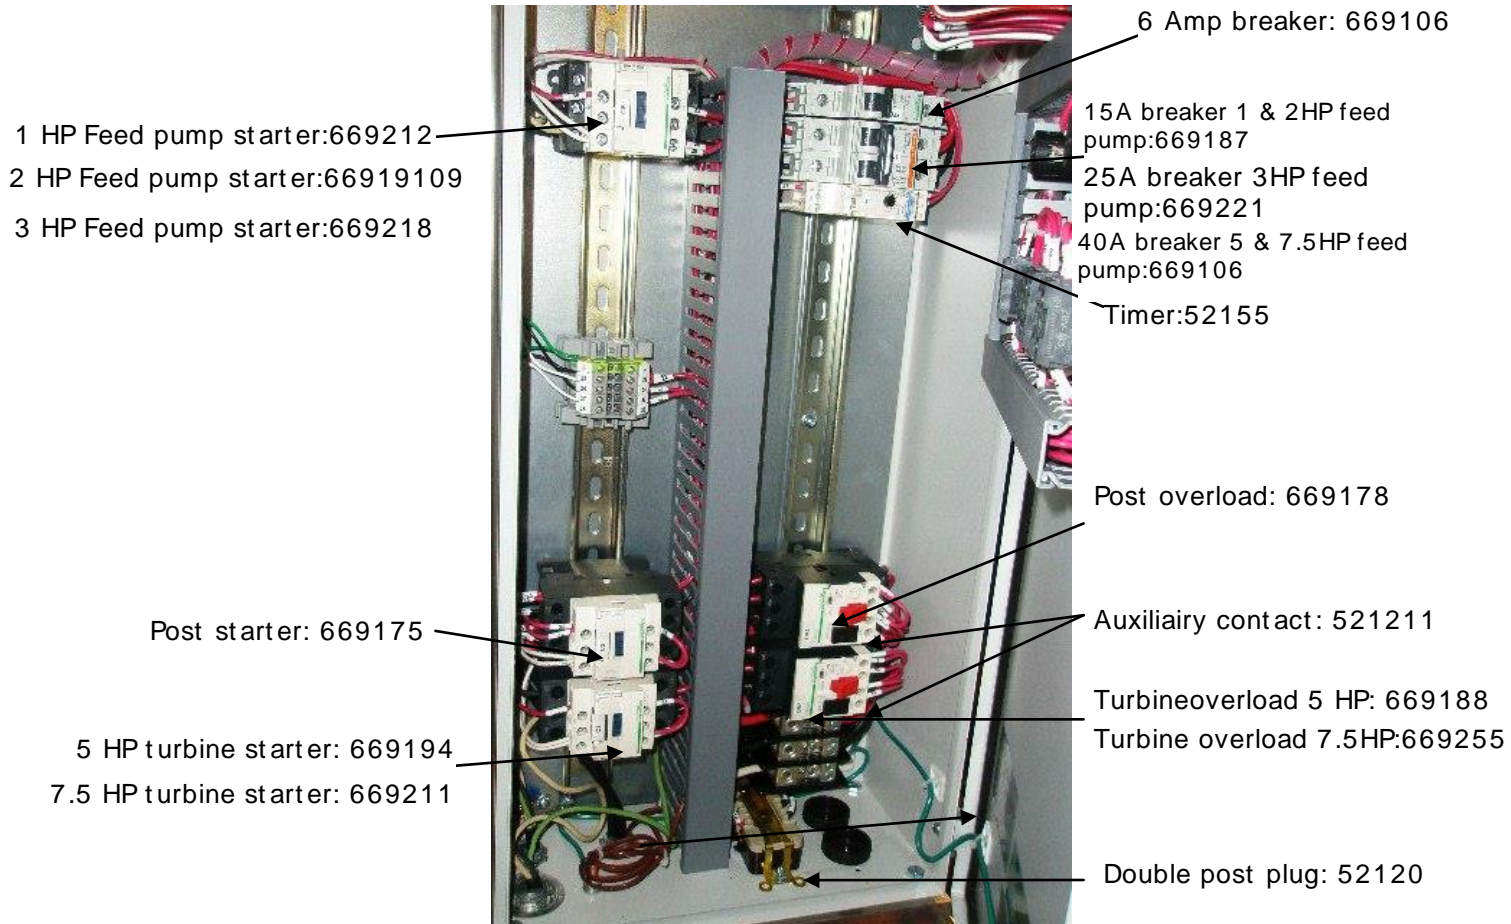 6 Amp breaker: 669106
15A breaker 1 & 2HP feed
pump:669187
1 HP Feed pump starter:669212
2 HP Feed pump starter:66919109
25A breaker 3HP feed
pump:669221
3 HP Feed pump starter:669218
40A breaker 5 & 7.5HP feed
pump:669106
Timer:52155
Post overload: 669178
Post starter: 669175
Auxiliairy contact: 521211
Turbineoverload 5 HP: 669188
5 HP turbine starter: 669194
Turbine overload 7.5HP:669255
7.5 HP turbine starter: 669211
Double post plug: 52120